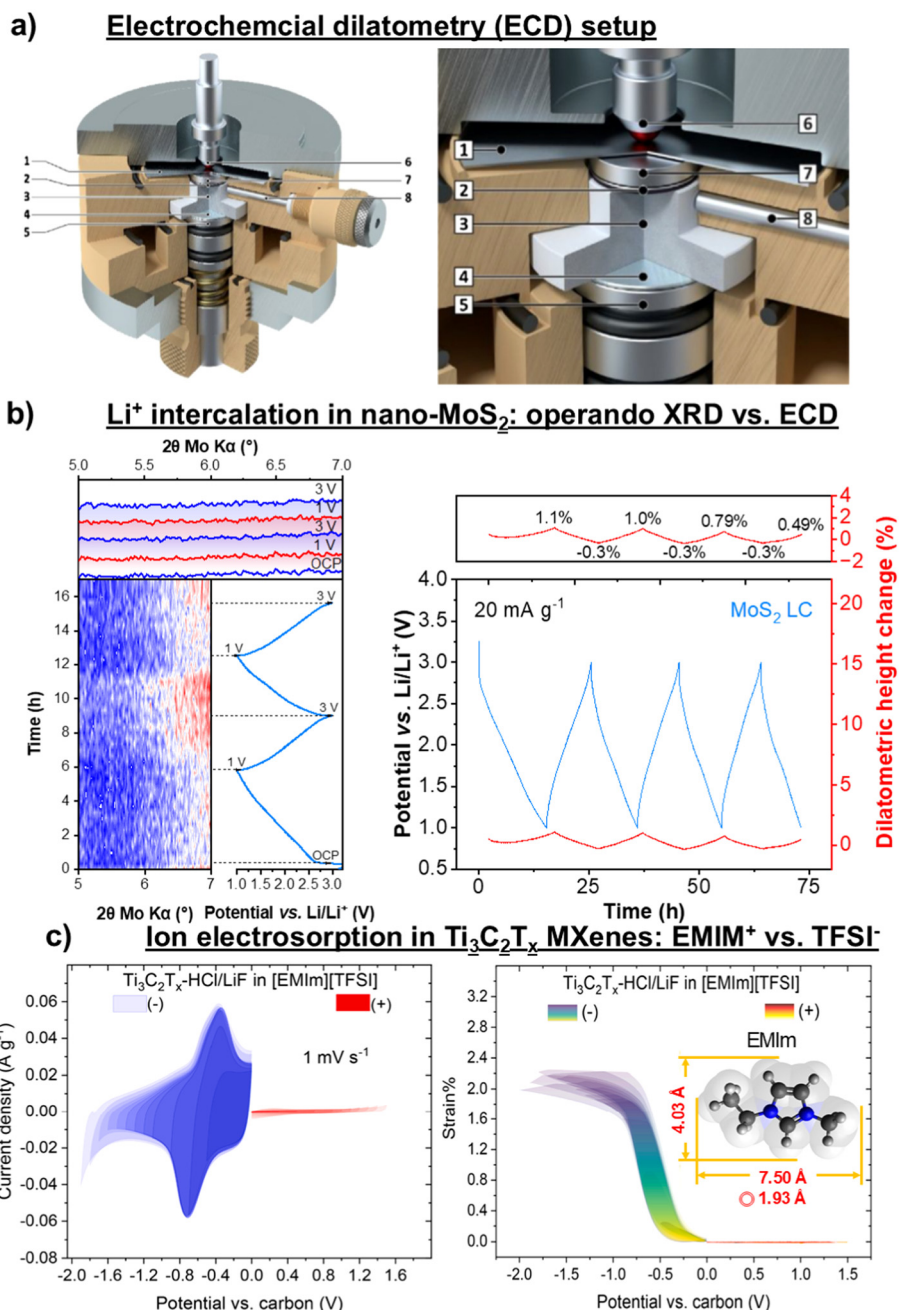 a) Electrochemcial dilatometry (ECD) setup
1
2
3
4
5
6
7
8
1
2
3
4
5
6
7
8
b) Li⁺ intercalation in nano-MoS₂: operando XRD vs. ECD
2θ Mo Kα (°)
5.0 5.5 6.0 6.5 7.0
3 V
1 V
3 V
1 V
OCP
Time (h)
16
14
12
10
8
6
4
2
0
3 V
1 V
3 V
1 V
OCP
5 6 7
1.0 1.5 2.0 2.5 3.0
2θ Mo Kα (°) Potential vs. Li/Li⁺ (V)
1.1% 1.0% 0.79% 0.49%
-0.3% -0.3% -0.3%
4
2
0
−2
20 mA g⁻¹ MoS₂ LC
Potential vs. Li/Li⁺ (V)
4.0
3.5
3.0
2.5
2.0
1.5
1.0
0.5
20
15
10
5
0
Dilatometric height change (%)
0 25 50 75
Time (h)
c) Ion electrosorption in Ti₃C₂Tₓ MXenes: EMIM⁺ vs. TFSI⁻
Ti₃C₂Tₓ-HCl/LiF in [EMIm][TFSI]
(-) (+)
1 mV s⁻¹
Current density (A g⁻¹)
0.06
0.04
0.02
0.00
-0.02
-0.04
-0.06
-0.08
-2.0 -1.6 -1.2 -0.8 -0.4 0.0 0.4 0.8 1.2 1.6
Potential vs. carbon (V)
Ti₃C₂Tₓ-HCl/LiF in [EMIm][TFSI]
(-) (+)
EMIm
4.03 Å
7.50 Å
1.93 Å
Strain%
3.2
2.8
2.4
2.0
1.6
1.2
0.8
0.4
0.0
-2.0 -1.5 -1.0 -0.5 0.0 0.5 1.0 1.5
Potential vs. carbon (V)